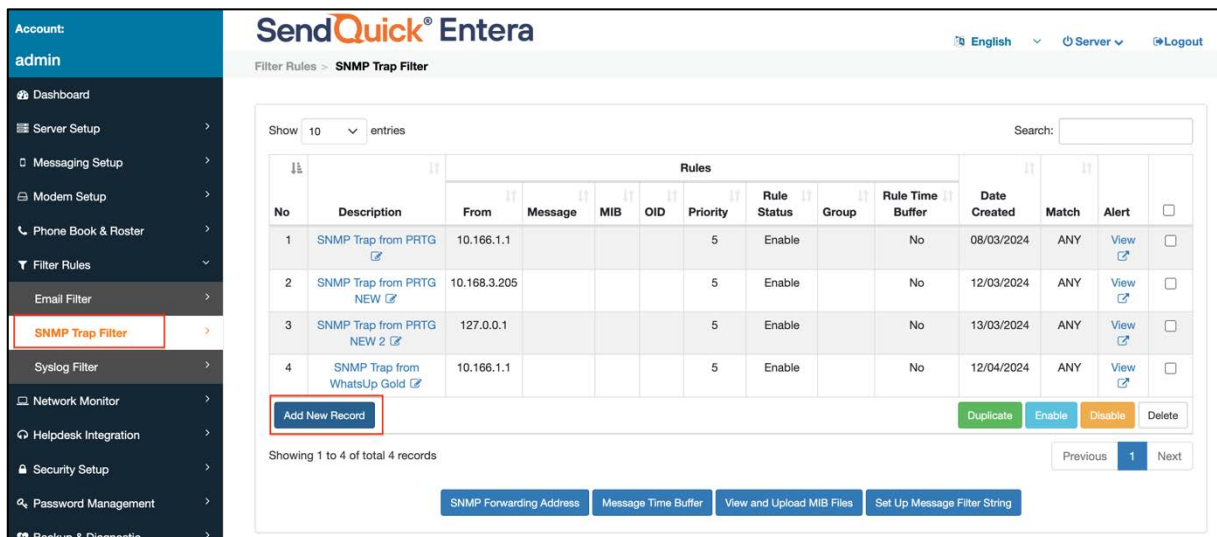 Account:
admin
SendQuick® Entera
English
Server
Logout
Filter Rules > SNMP Trap Filter
Dashboard
Server Setup
Messaging Setup
Modem Setup
Phone Book & Roster
Filter Rules
Email Filter
SNMP Trap Filter
Syslog Filter
Network Monitor
Helpdesk Integration
Security Setup
Password Management
Backup & Diagnostic
Show 10 entries
Search:
Rules
No Description From Message MIB OID Priority Rule Status Group Rule Time Buffer Date Created Match Alert
1 SNMP Trap from PRTG 10.166.1.1 5 Enable No 08/03/2024 ANY View
2 SNMP Trap from PRTG NEW 10.168.3.205 5 Enable No 12/03/2024 ANY View
3 SNMP Trap from PRTG NEW 2 127.0.0.1 5 Enable No 13/03/2024 ANY View
4 SNMP Trap from WhatsUp Gold 10.166.1.1 5 Enable No 12/04/2024 ANY View
Add New Record
Duplicate Enable Disable Delete
Showing 1 to 4 of total 4 records
Previous 1 Next
SNMP Forwarding Address Message Time Buffer View and Upload MIB Files Set Up Message Filter String